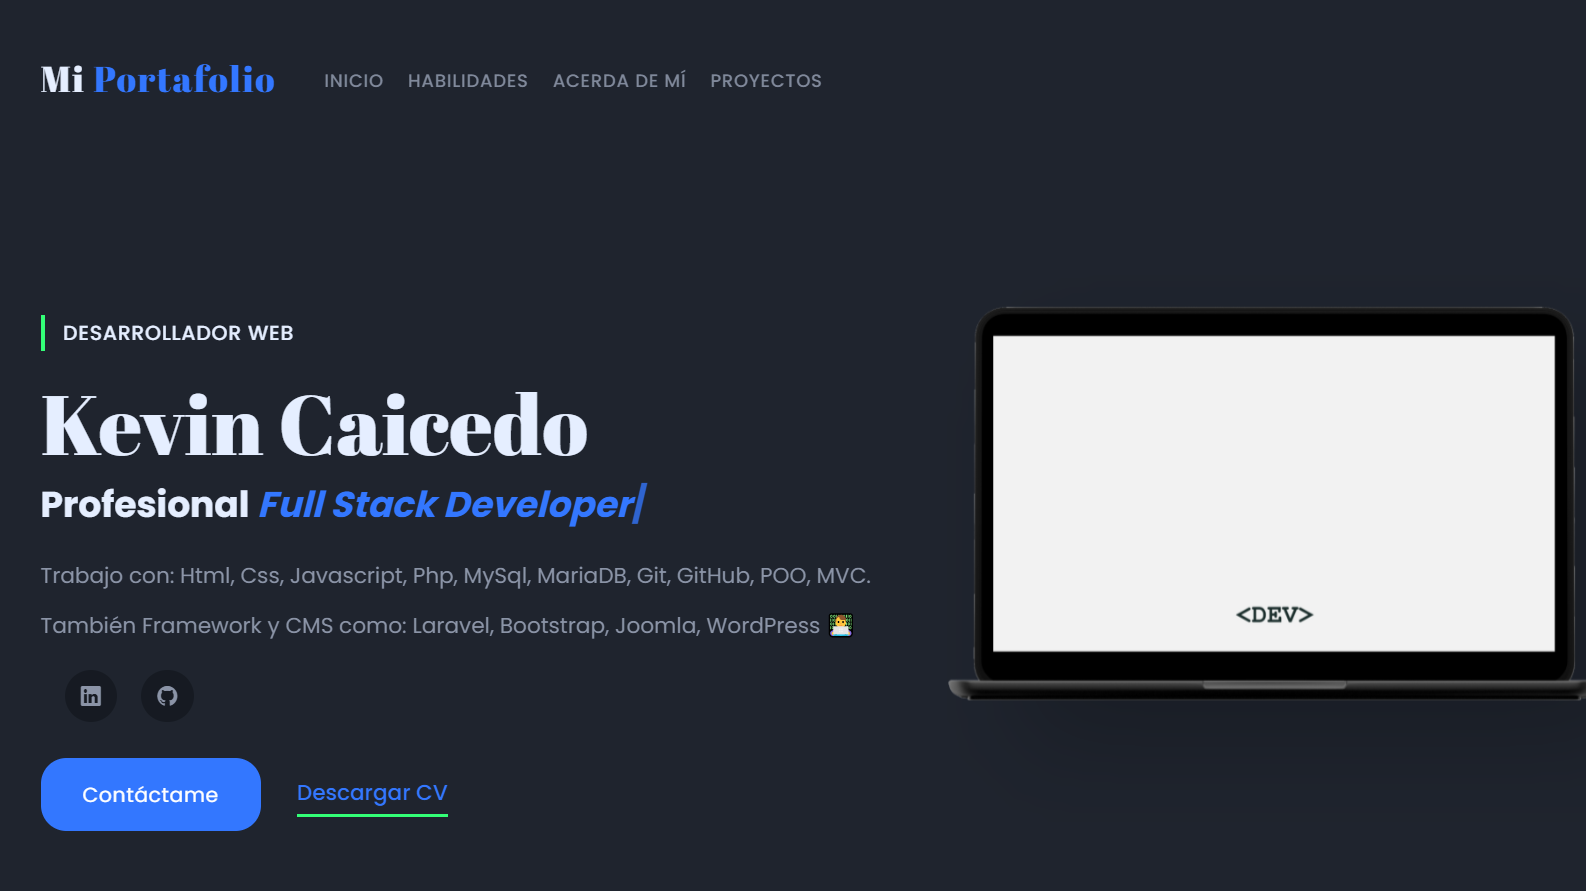 Mi Portafolio
INICIO HABILIDADES ACERDA DE MÍ PROYECTOS
DESARROLLADOR WEB
Kevin Caicedo
Profesional Full Stack Developer|
Trabajo con: Html, Css, Javascript, Php, MySql, MariaDB, Git, GitHub, POO, MVC.
También Framework y CMS como: Laravel, Bootstrap, Joomla, WordPress 👨‍💻
<DEV>
in
Contáctame
Descargar CV